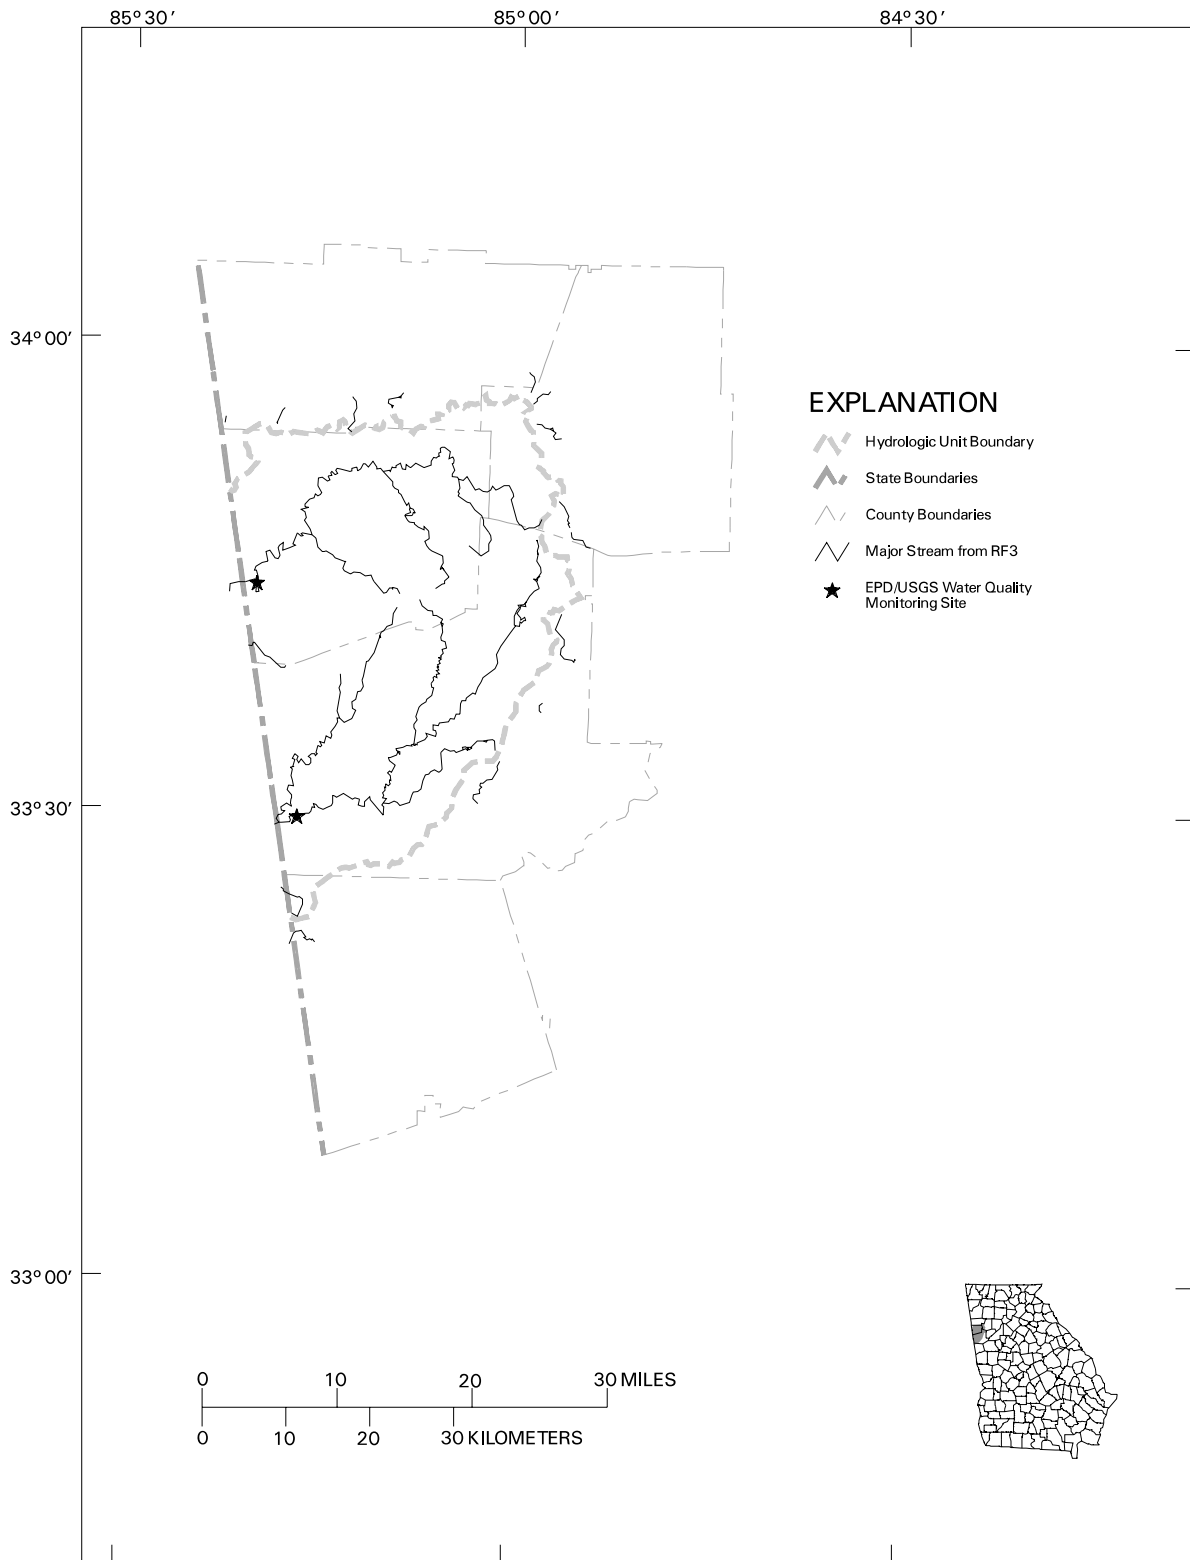 85°30′
85°00′
84°30′
34°00′
EXPLANATION
Hydrologic Unit Boundary
State Boundaries
County Boundaries
Major Stream from RF3
EPD/USGS Water Quality
Monitoring Site
33°30′
33°00′
0 10 20 30 MILES
0 10 20 30 KILOMETERS